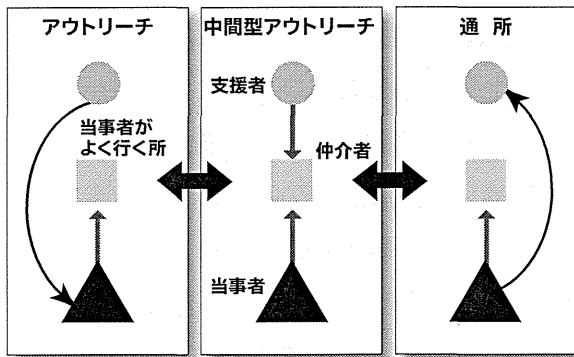 アウトリーチ
中間型アウトリーチ
通 所
支援者
当事者が
よく行く所
仲介者
当事者